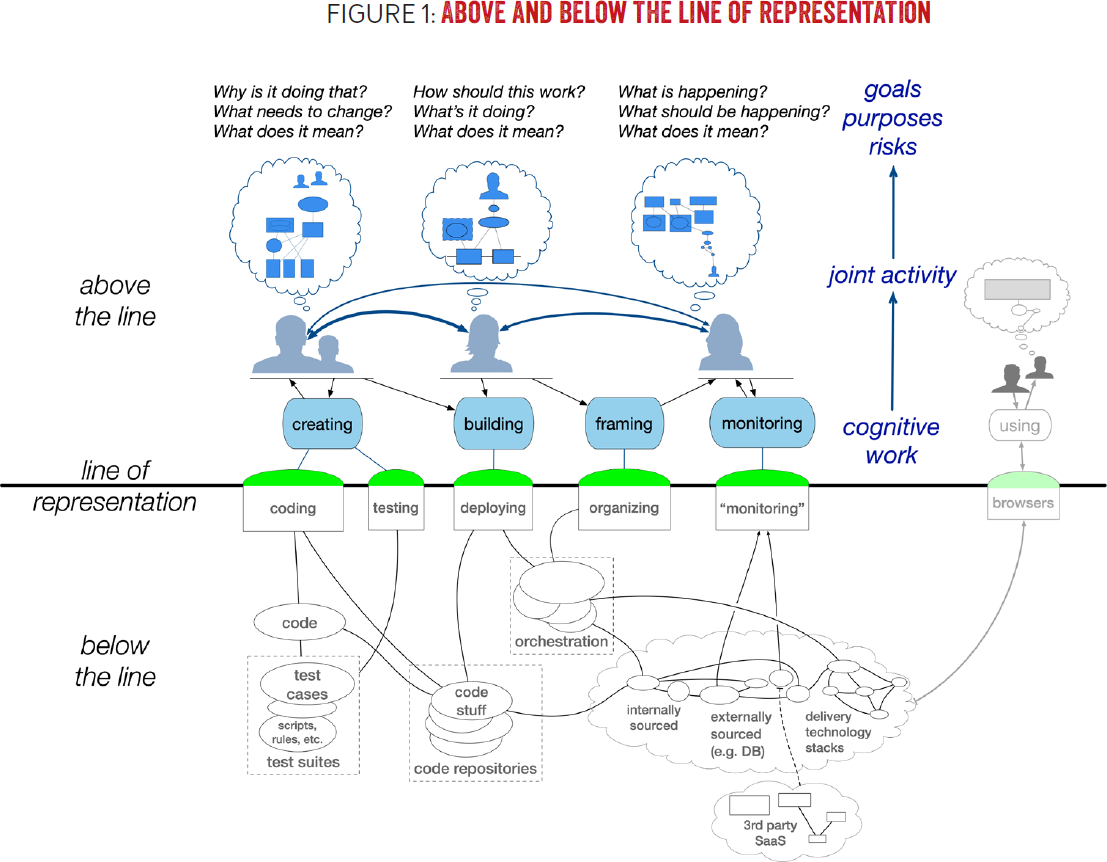 FIGURE 1: ABOVE AND BELOW THE LINE OF REPRESENTATION
Why is it doing that?
What needs to change?
What does it mean?
How should this work?
What's it doing?
What does it mean?
What is happening?
What should be happening?
What does it mean?
goals
purposes
risks
above
the line
joint activity
creating
building
framing
monitoring
cognitive
work
using
line of
representation
coding
testing
deploying
organizing
“monitoring”
browsers
below
the line
code
orchestration
test
cases
scripts,
rules, etc.
test suites
code
stuff
code repositories
internally
sourced
externally
sourced
(e.g. DB)
delivery
technology
stacks
3rd party
SaaS